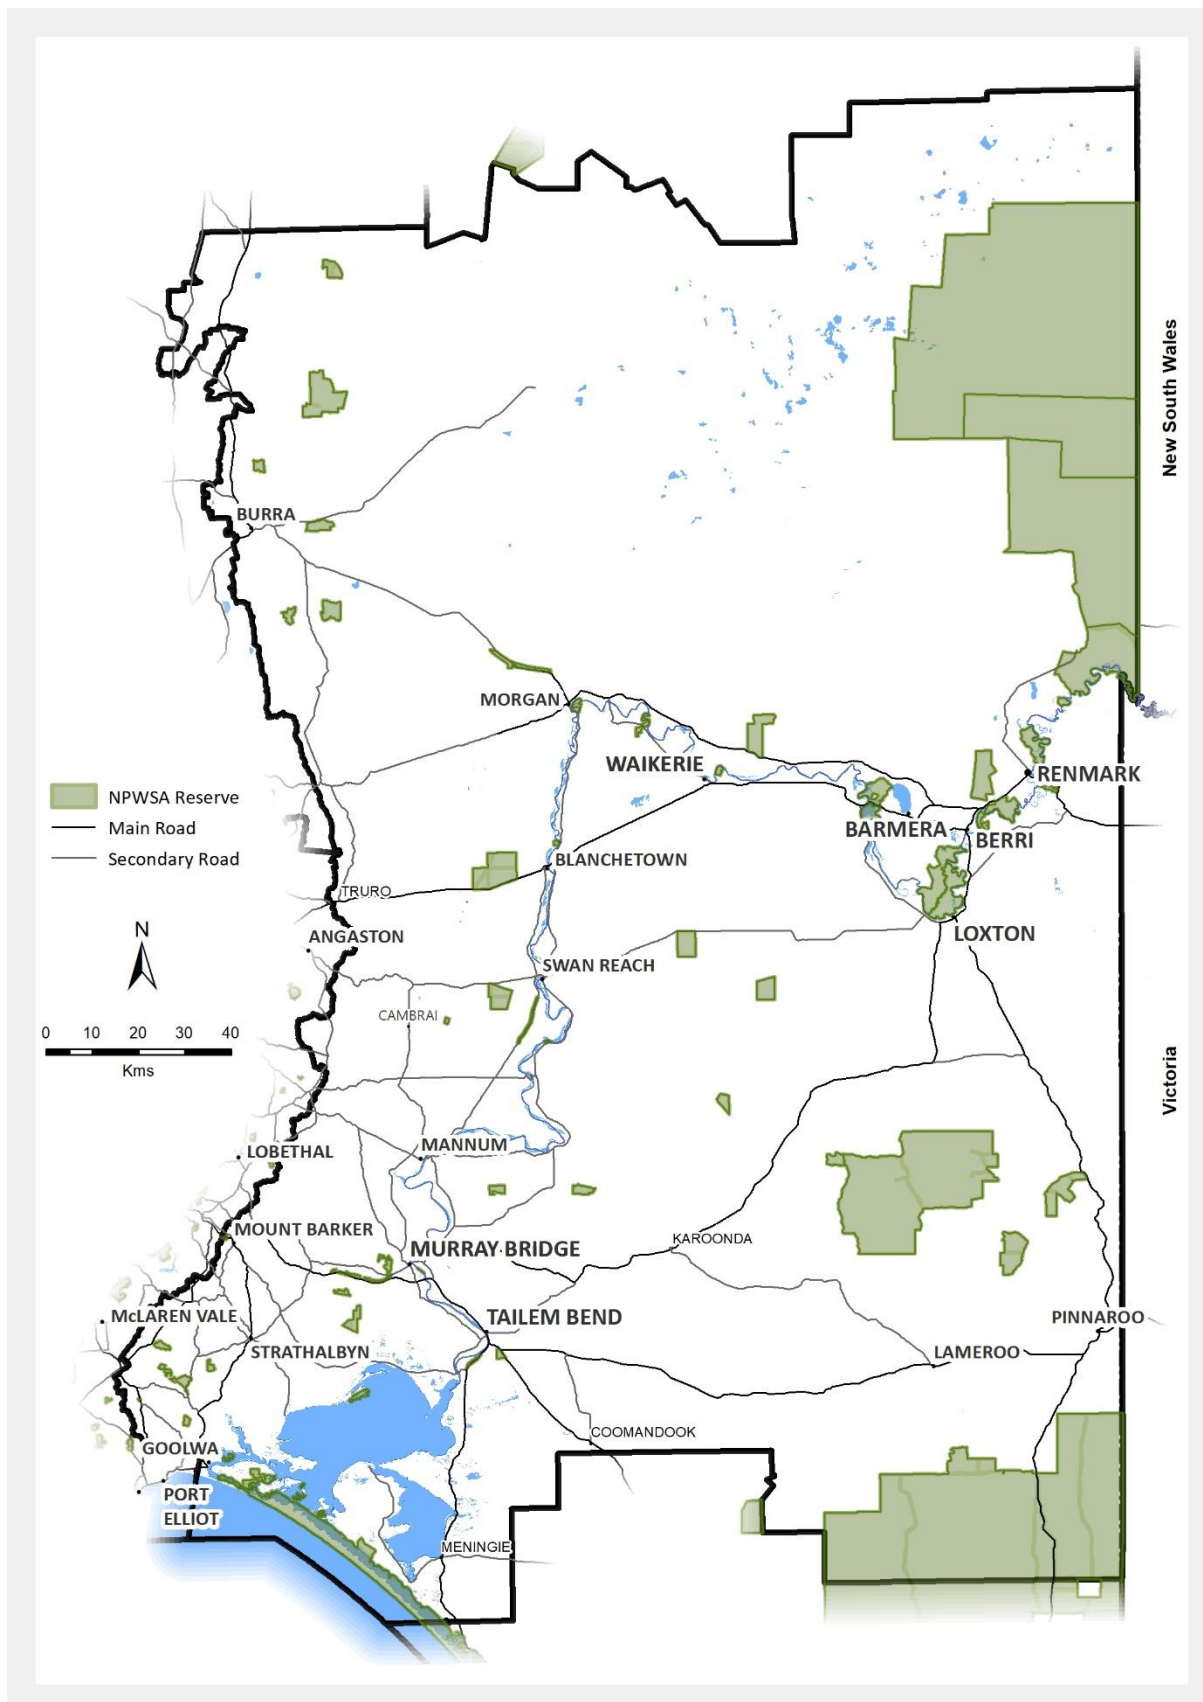 New South Wales
BURRA
MORGAN
WAIKERIE
RENMARK
NPWSA Reserve
Main Road
Secondary Road
BARMERA
BERRI
BLANCHETOWN
TRURO
N
ANGASTON
LOXTON
SWAN REACH
CAMBRAI
0 10 20 30 40
Kms
Victoria
MANNUM
LOBETHAL
MOUNT BARKER
KAROONDA
MURRAY BRIDGE
McLAREN VALE
TAILEM BEND
PINNAROO
STRATHALBYN
LAMEROO
COOMANDOOK
GOOLWA
PORT
ELLIOT
MENINGIE